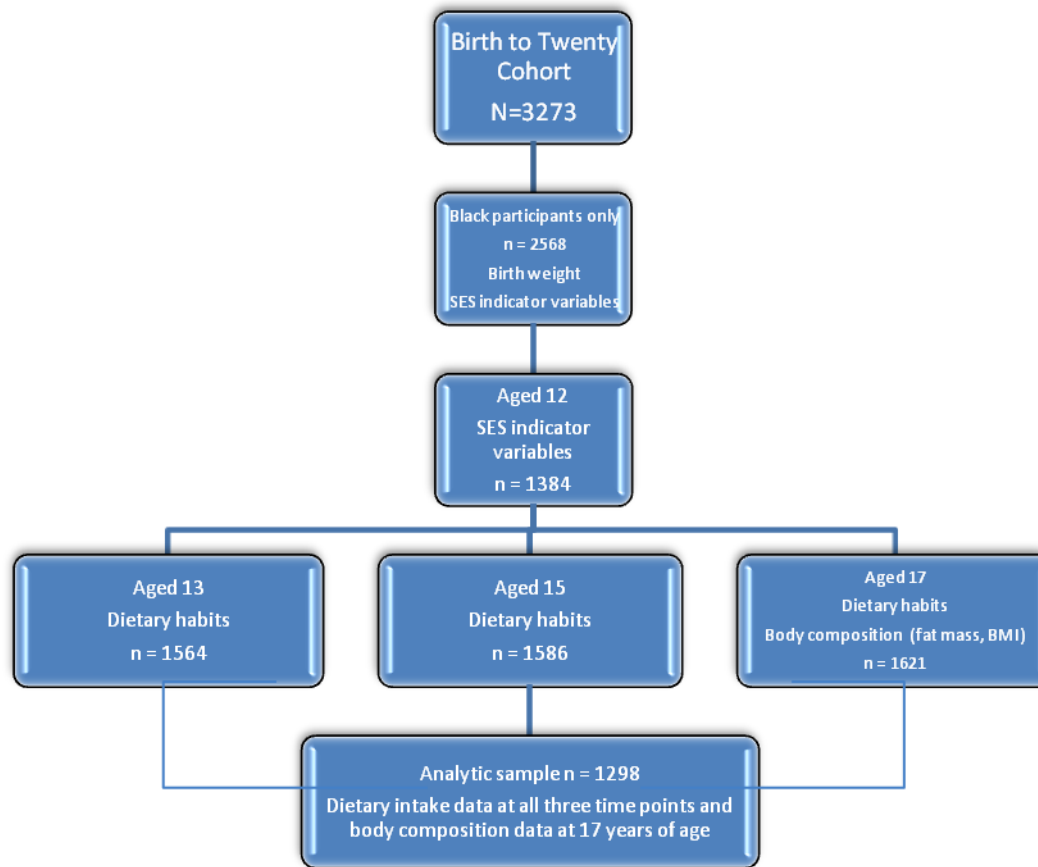 Birth to Twenty
Cohort
N=3273
Black participants only
n = 2568
Birth weight
SES indicator variables
Aged 12
SES indicator
variables
n = 1384
Aged 13
Dietary habits
n = 1564
Aged 15
Dietary habits
n = 1586
Aged 17
Dietary habits
Body composition (fat mass, BMI)
n = 1621
Analytic sample n = 1298
Dietary intake data at all three time points and
body composition data at 17 years of age